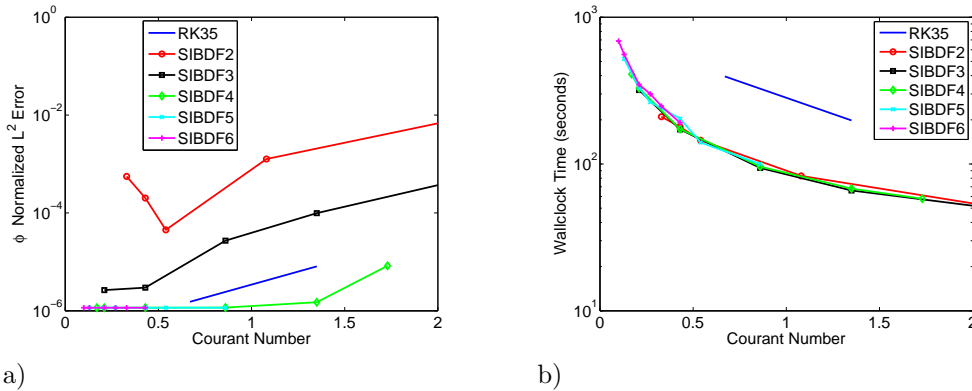 10^0
10^-2
10^-4
10^-6
ϕ Normalized L^2 Error
0
0.5
1
1.5
2
Courant Number
RK35
SIBDF2
SIBDF3
SIBDF4
SIBDF5
SIBDF6
a)
10^3
10^2
10^1
Wallclock Time (seconds)
0
0.5
1
1.5
2
Courant Number
RK35
SIBDF2
SIBDF3
SIBDF4
SIBDF5
SIBDF6
b)